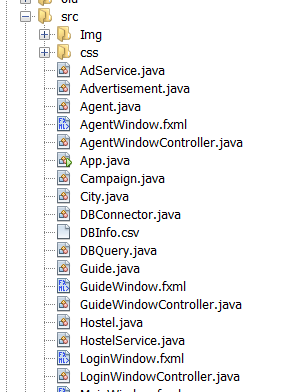 src
Img
css
AdService.java
Advertisement.java
Agent.java
AgentWindow.fxml
AgentWindowController.java
App.java
Campaign.java
City.java
DBConnector.java
DBInfo.csv
DBQuery.java
Guide.java
GuideWindow.fxml
GuideWindowController.java
Hostel.java
HostelService.java
LoginWindow.fxml
LoginWindowController.java